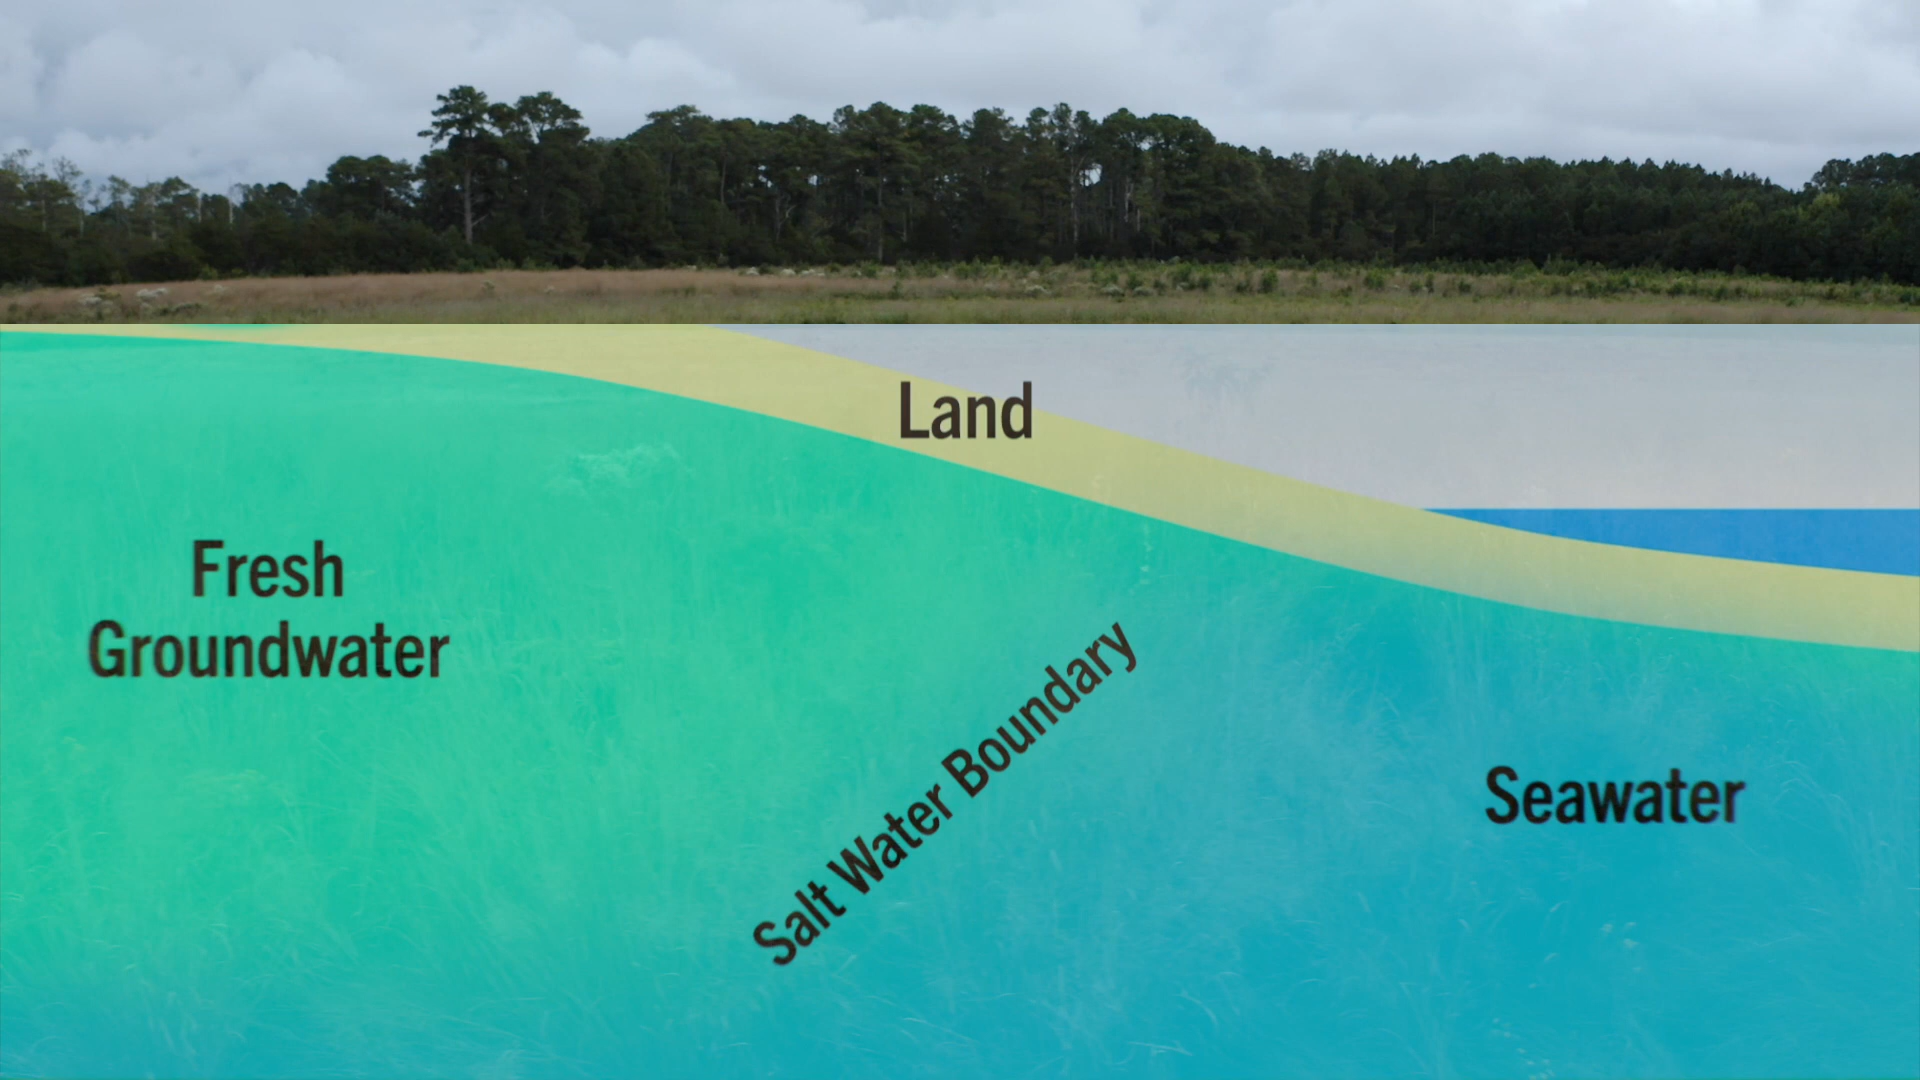 Land
Fresh
Groundwater
Salt Water Boundary
Seawater